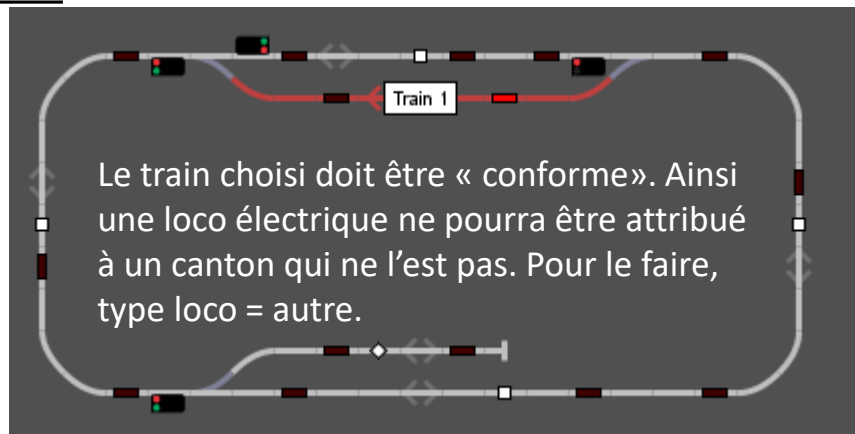 Train 1
Le train choisi doit être « conforme». Ainsi
une loco électrique ne pourra être attribué
à un canton qui ne l’est pas. Pour le faire,
type loco = autre.